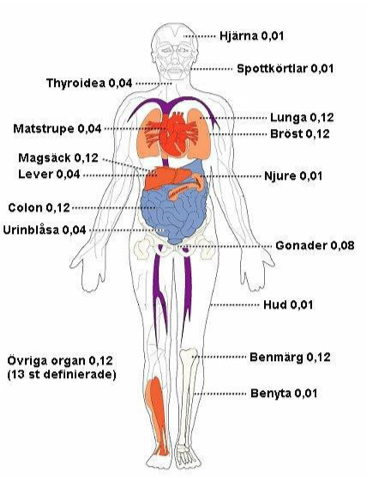 Hjärna 0,01
Spottkörtlar 0,01
Thyroidea 0,04
Lunga 0,12
Matstrupe 0,04
Bröst 0,12
Magsäck 0,12
Lever 0,04
Njure 0,01
Colon 0,12
Urinblåsa 0,04
Gonader 0,08
Hud 0,01
Övriga organ 0,12
(13 st definierade)
Benmärg 0,12
Benyta 0,01